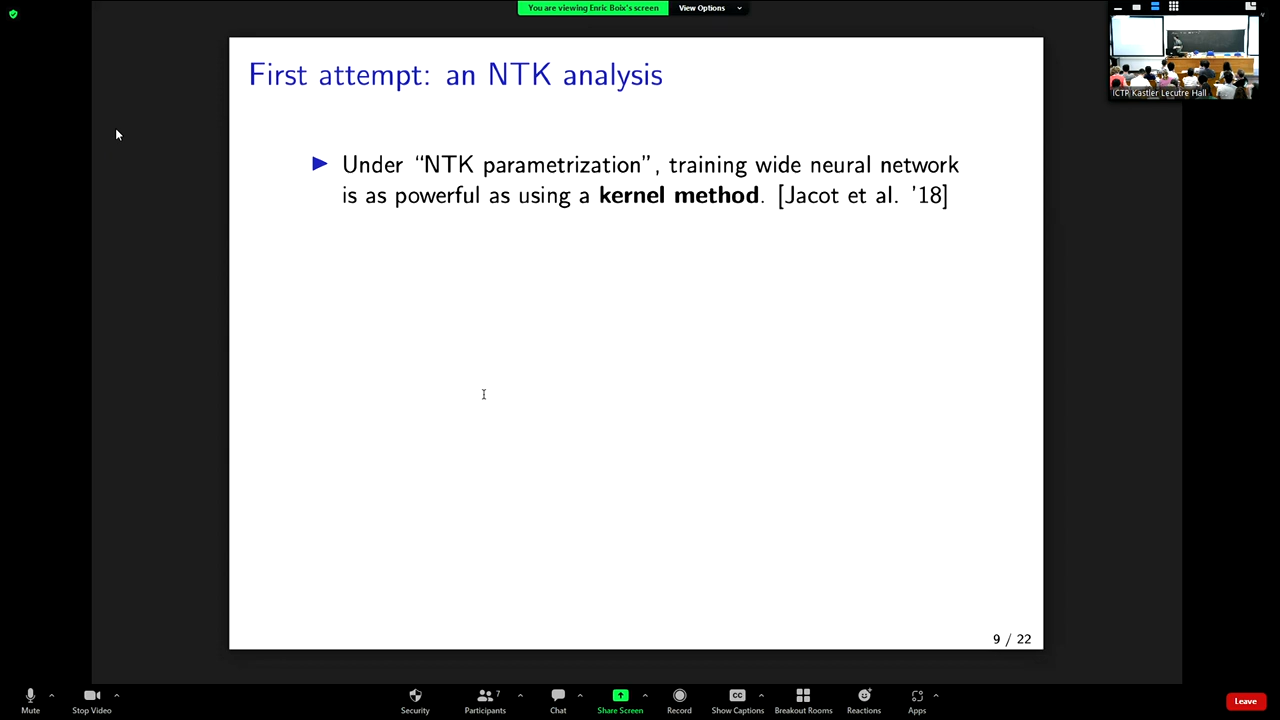 You are viewing Enric Boix's screen
View Options
ICTP Kastler Lecutre Hall
First attempt: an NTK analysis
Under “NTK parametrization”, training wide neural network
is as powerful as using a kernel method. [Jacot et al. ’18]
9 / 22
Mute
Stop Video
Security
Participants
7
Chat
Share Screen
Record
Show Captions
Breakout Rooms
Reactions
Apps
Leave